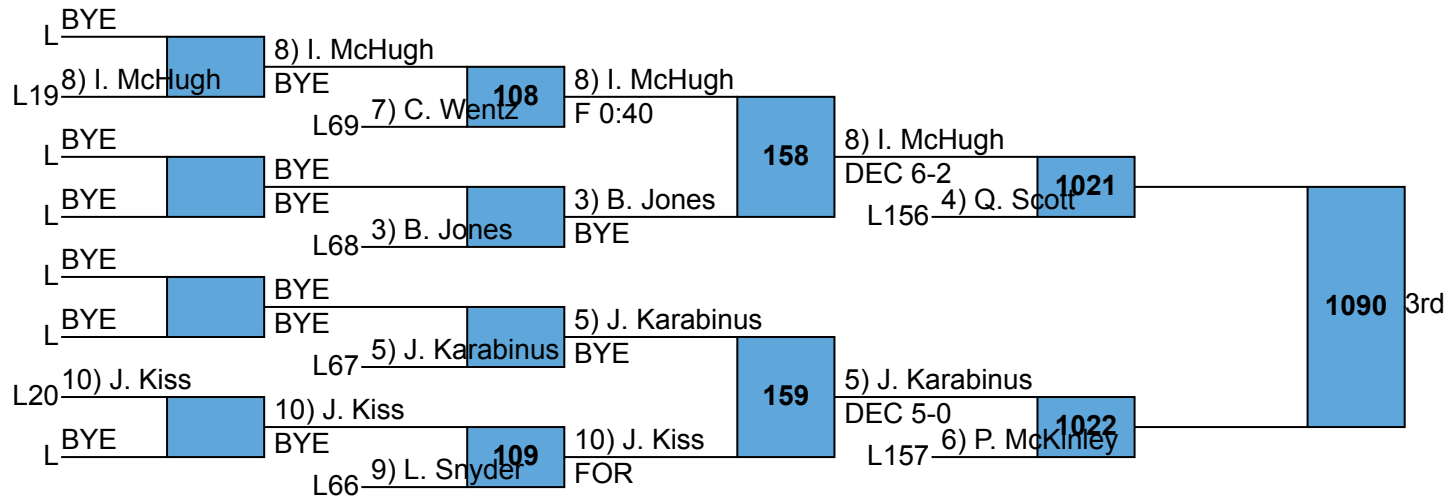 BYE
L
8) I. McHugh
L19
8) I. McHugh
BYE
7) C. Wentz
L69
108
8) I. McHugh
F 0:40
BYE
L
BYE
L
BYE
BYE
3) B. Jones
L68
3) B. Jones
BYE
158
8) I. McHugh
DEC 6-2
4) Q. Scott
L156
1021
BYE
L
BYE
L
BYE
BYE
5) J. Karabinus
L67
5) J. Karabinus
BYE
10) J. Kiss
L20
BYE
L
10) J. Kiss
BYE
9) L. Snyder
L66
109
10) J. Kiss
FOR
159
5) J. Karabinus
DEC 5-0
6) P. McKinley
L157
1022
1090
3rd